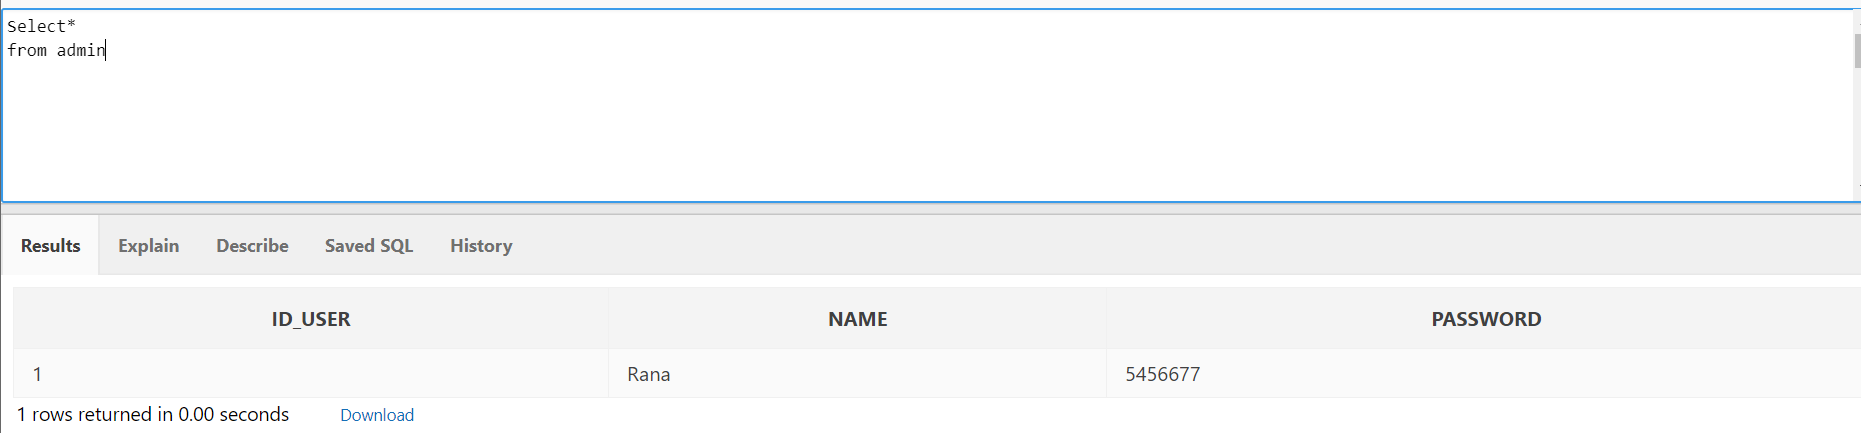 Select*
from admin
Results Explain Describe Saved SQL History
ID_USER NAME PASSWORD
1 Rana 5456677
1 rows returned in 0.00 seconds Download